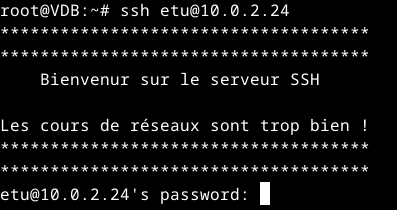 root@VDB:~# ssh etu@10.0.2.24
*************************************
*************************************
Bienvenur sur le serveur SSH
Les cours de réseaux sont trop bien !
*************************************
*************************************
etu@10.0.2.24's password: